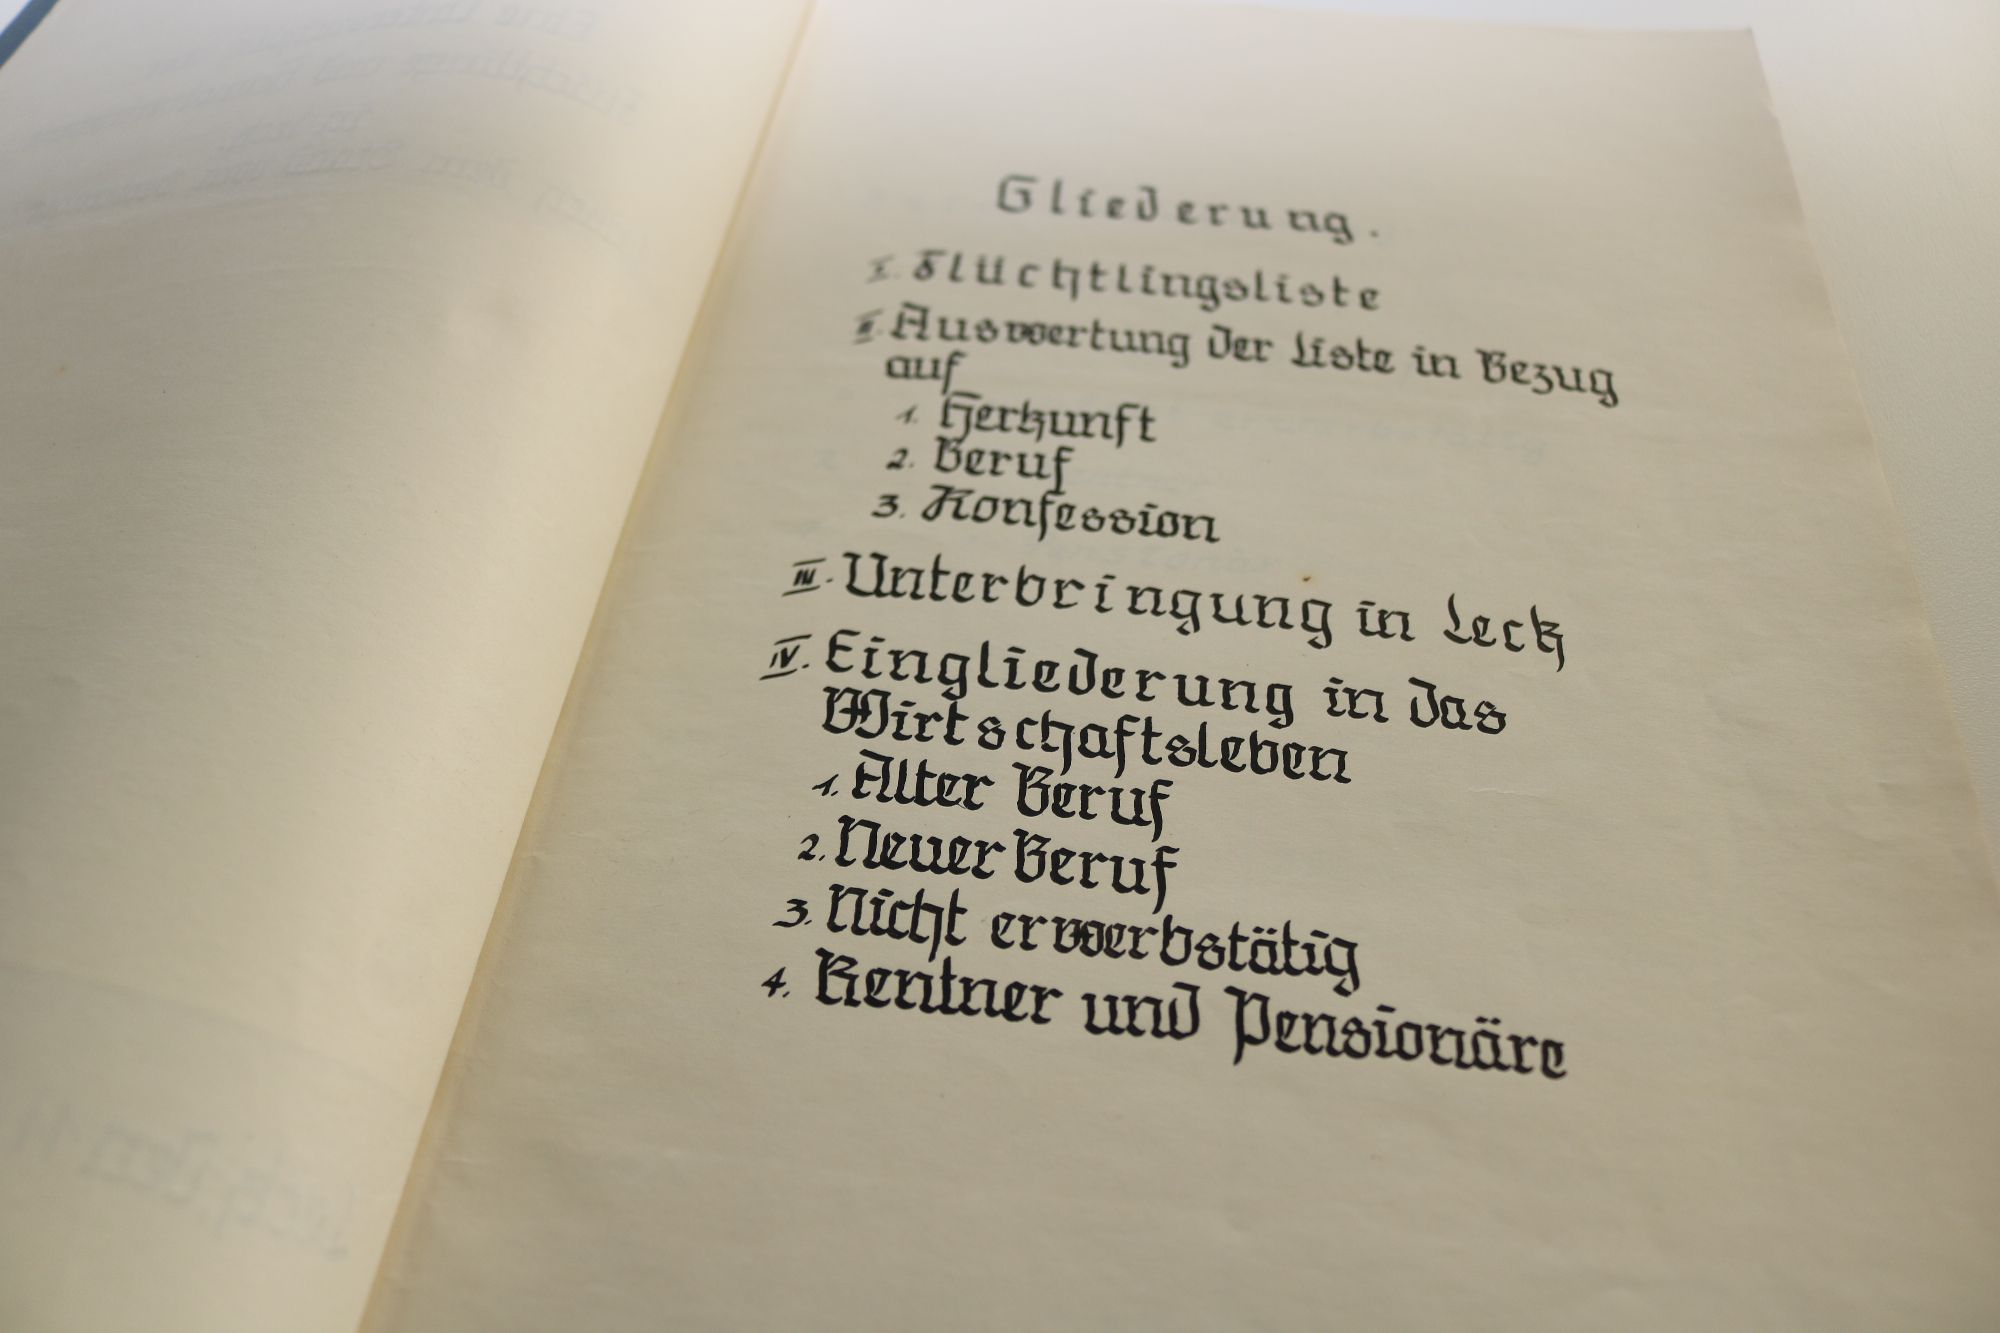 Gliederung.
I. Flüchtlingsliste
II. Auswertung der Liste in Bezug
auf
1. Herkunft
2. Beruf
3. Konfession
III. Unterbringung in Leck
IV. Eingliederung in das
Wirtschaftsleben
1. Alter Beruf
2. Neuer Beruf
3. Nicht erwerbstätig
4. Rentner und Pensionäre